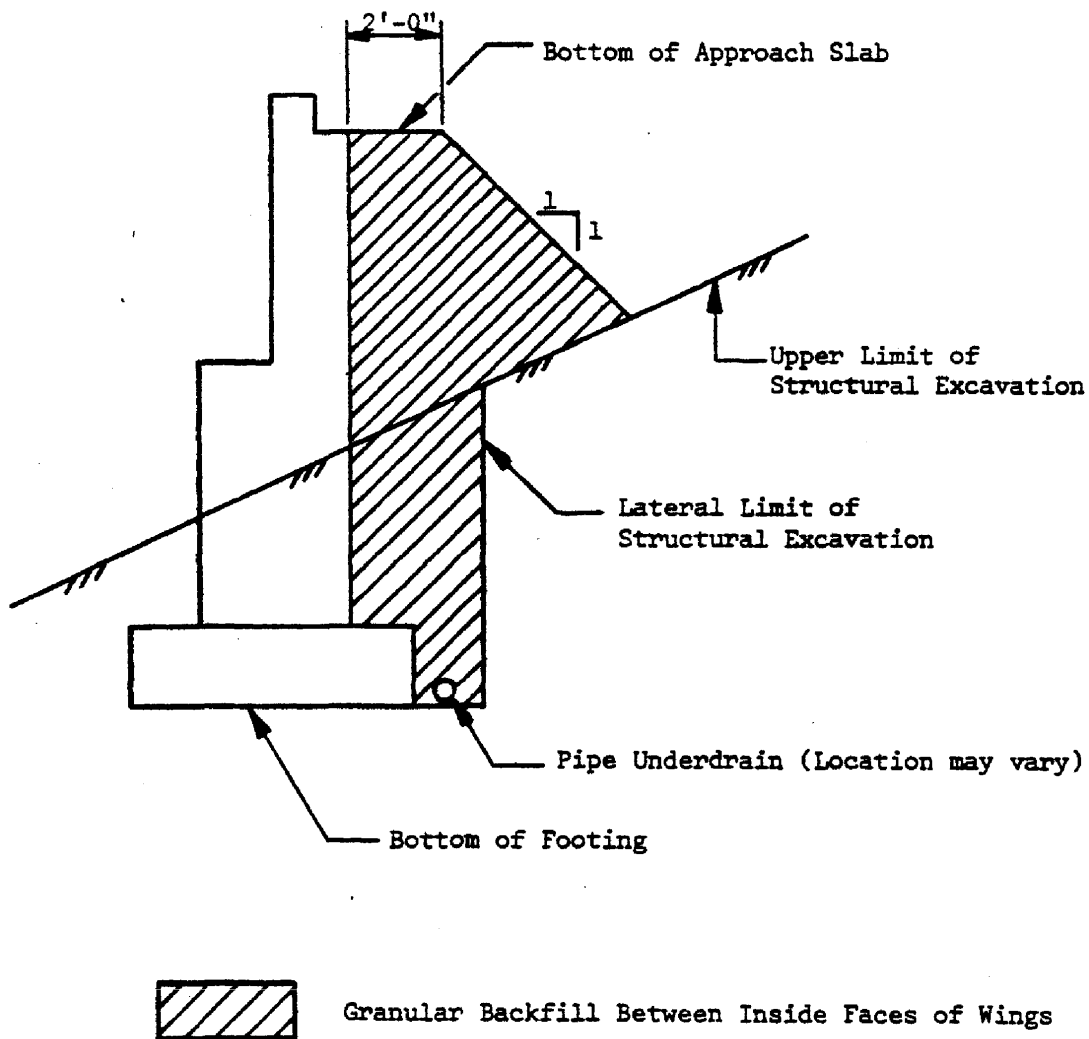 2'-0"
Bottom of Approach Slab
1
1
Upper Limit of
Structural Excavation
Lateral Limit of
Structural Excavation
Pipe Underdrain (Location may vary)
Bottom of Footing
Granular Backfill Between Inside Faces of Wings